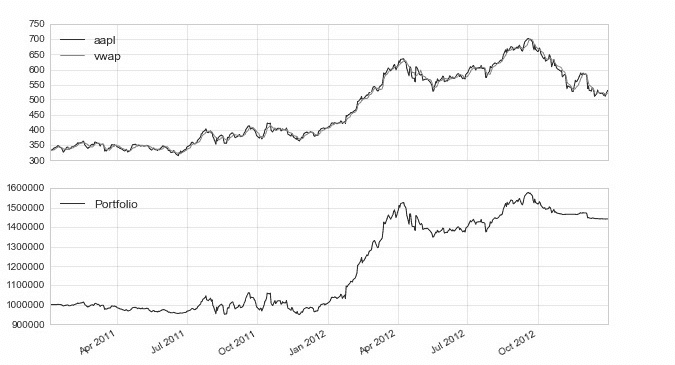 750
700
650
600
550
500
450
400
350
300
aapl
vwap
1600000
1500000
1400000
1300000
1200000
1100000
1000000
900000
Portfolio
Apr 2011
Jul 2011
Oct 2011
Jan 2012
Apr 2012
Jul 2012
Oct 2012